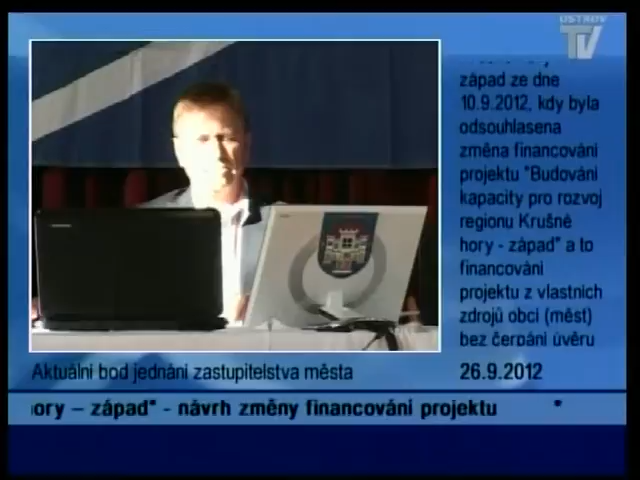 OSTROV
TV
západ ze dne
10.9.2012, kdy byla
odsouhlasena
změna financování
projektu "Budování
kapacity pro rozvoj
regionu Krušné
hory - západ" a to
financování
projektu z vlastních
zdrojů obcí (měst)
bez čerpání úvěru
Aktuální bod jednání zastupitelstva města
26.9.2012
hory – západ" - návrh změny financování projektu *